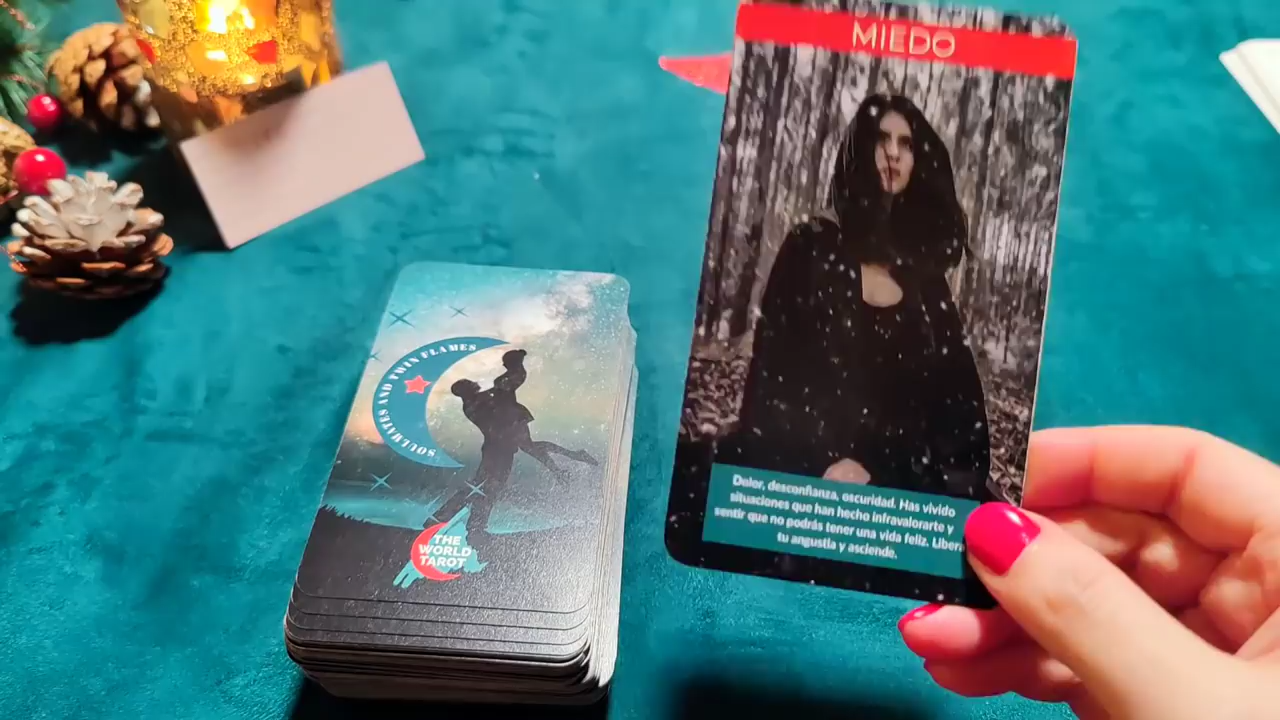 MIEDO
Dolor, desconfianza, oscuridad. Has vivido
situaciones que han hecho infravalorarte y
sentir que no podrás tener una vida feliz. Libera
tu angustia y asciende.
SOULMATES AND TWIN FLAMES
THE
WORLD
TAROT